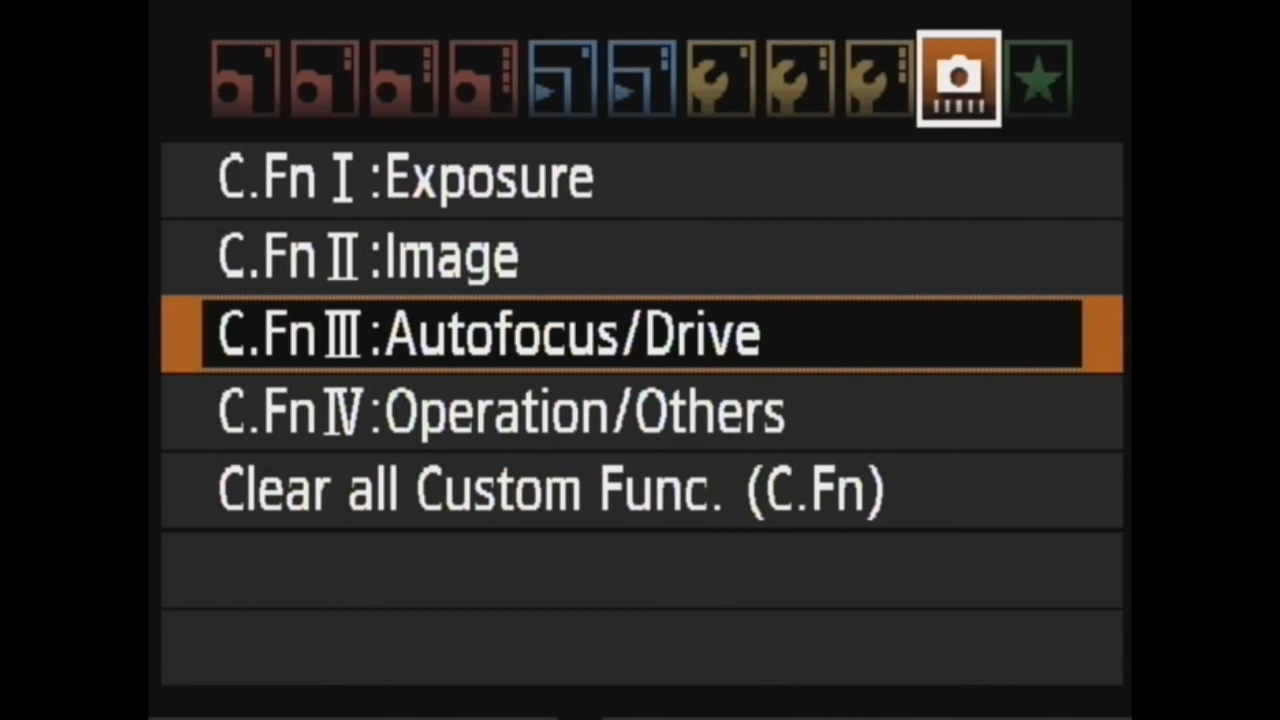 C.Fn Ⅰ :Exposure
C.Fn Ⅱ :Image
C.Fn Ⅲ :Autofocus/Drive
C.Fn Ⅳ :Operation/Others
Clear all Custom Func. (C.Fn)